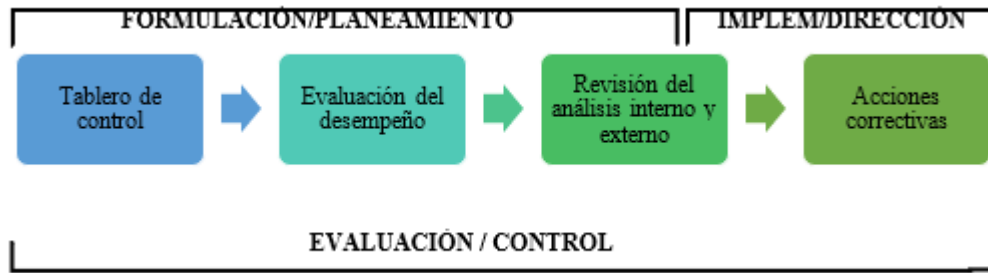 FORMULACIÓN/PLANEAMIENTO
IMPLEM/DIRECCIÓN
Tablero de
control
Evaluación del
desempeño
Revisión del
análisis interno y
externo
Acciones
correctivas
EVALUACIÓN / CONTROL